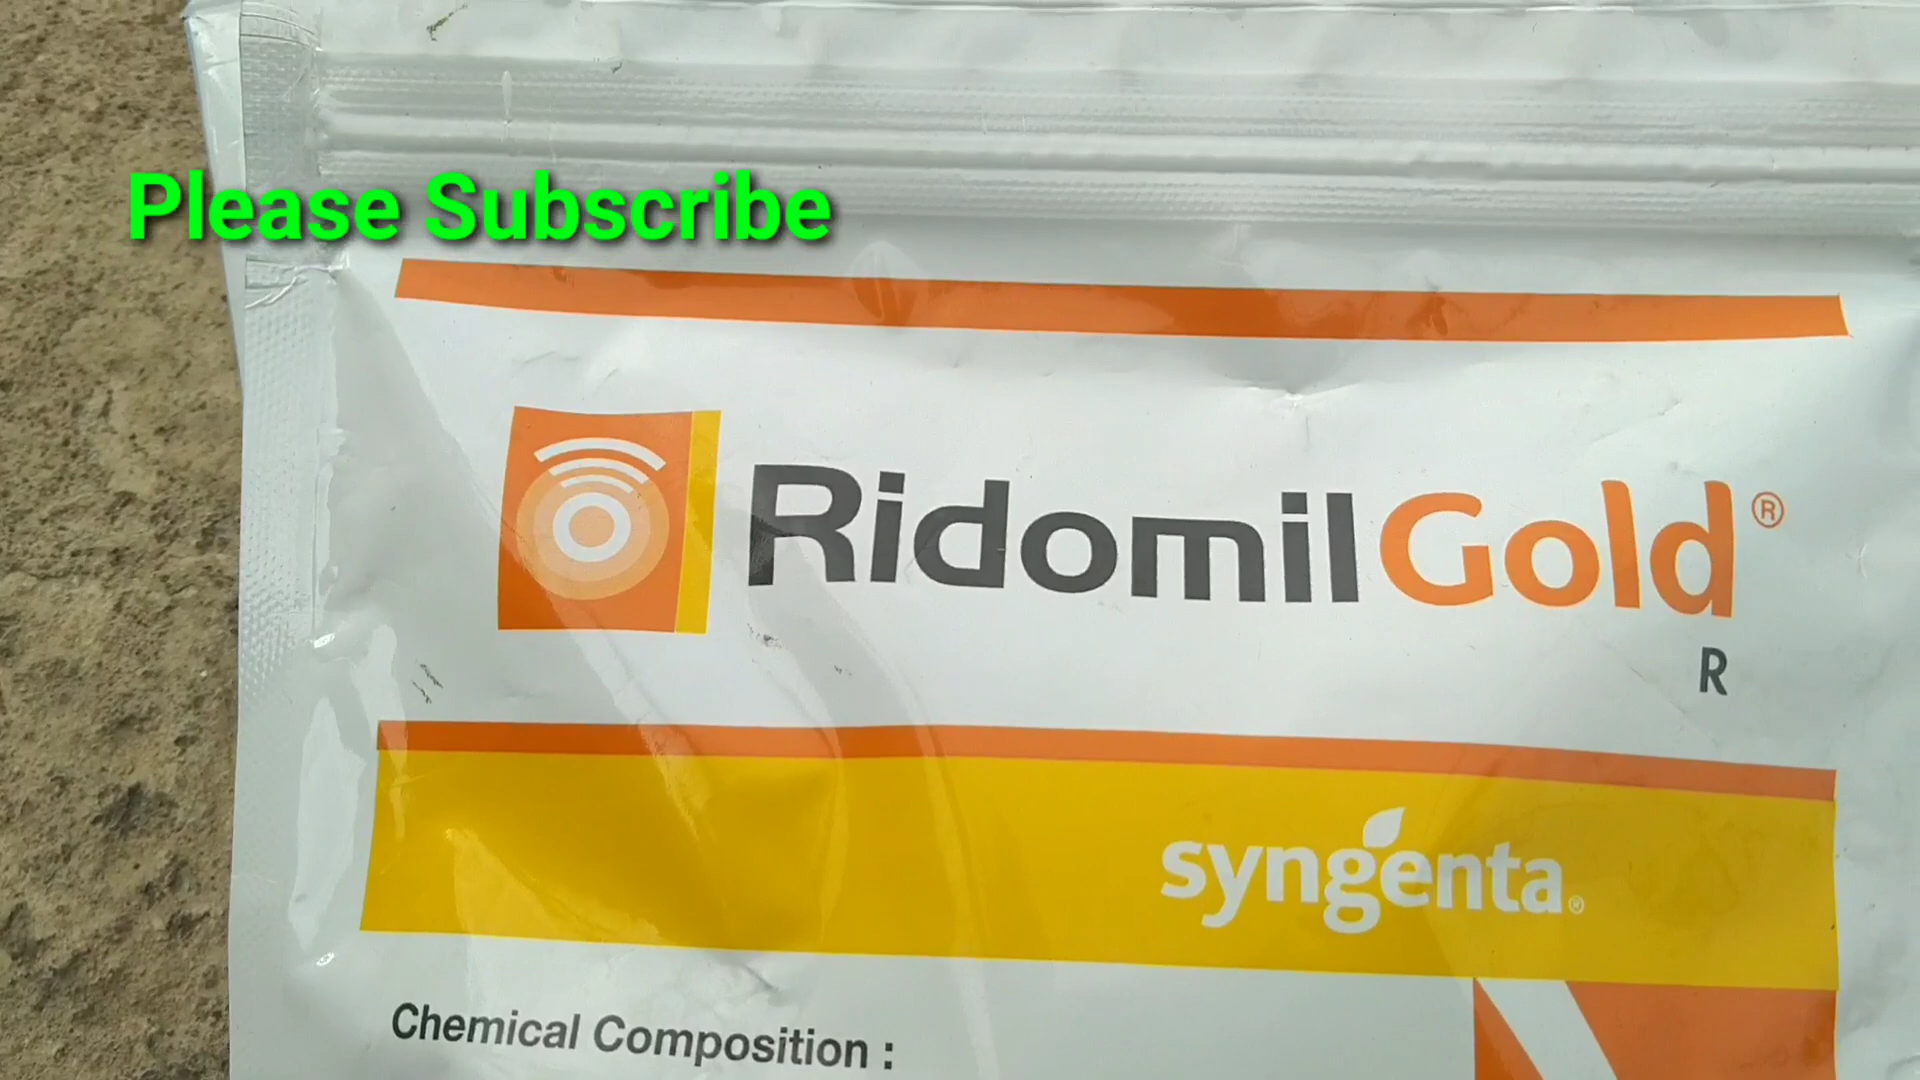 Please Subscribe
RidomilGold®
R
syngenta®
Chemical Composition :